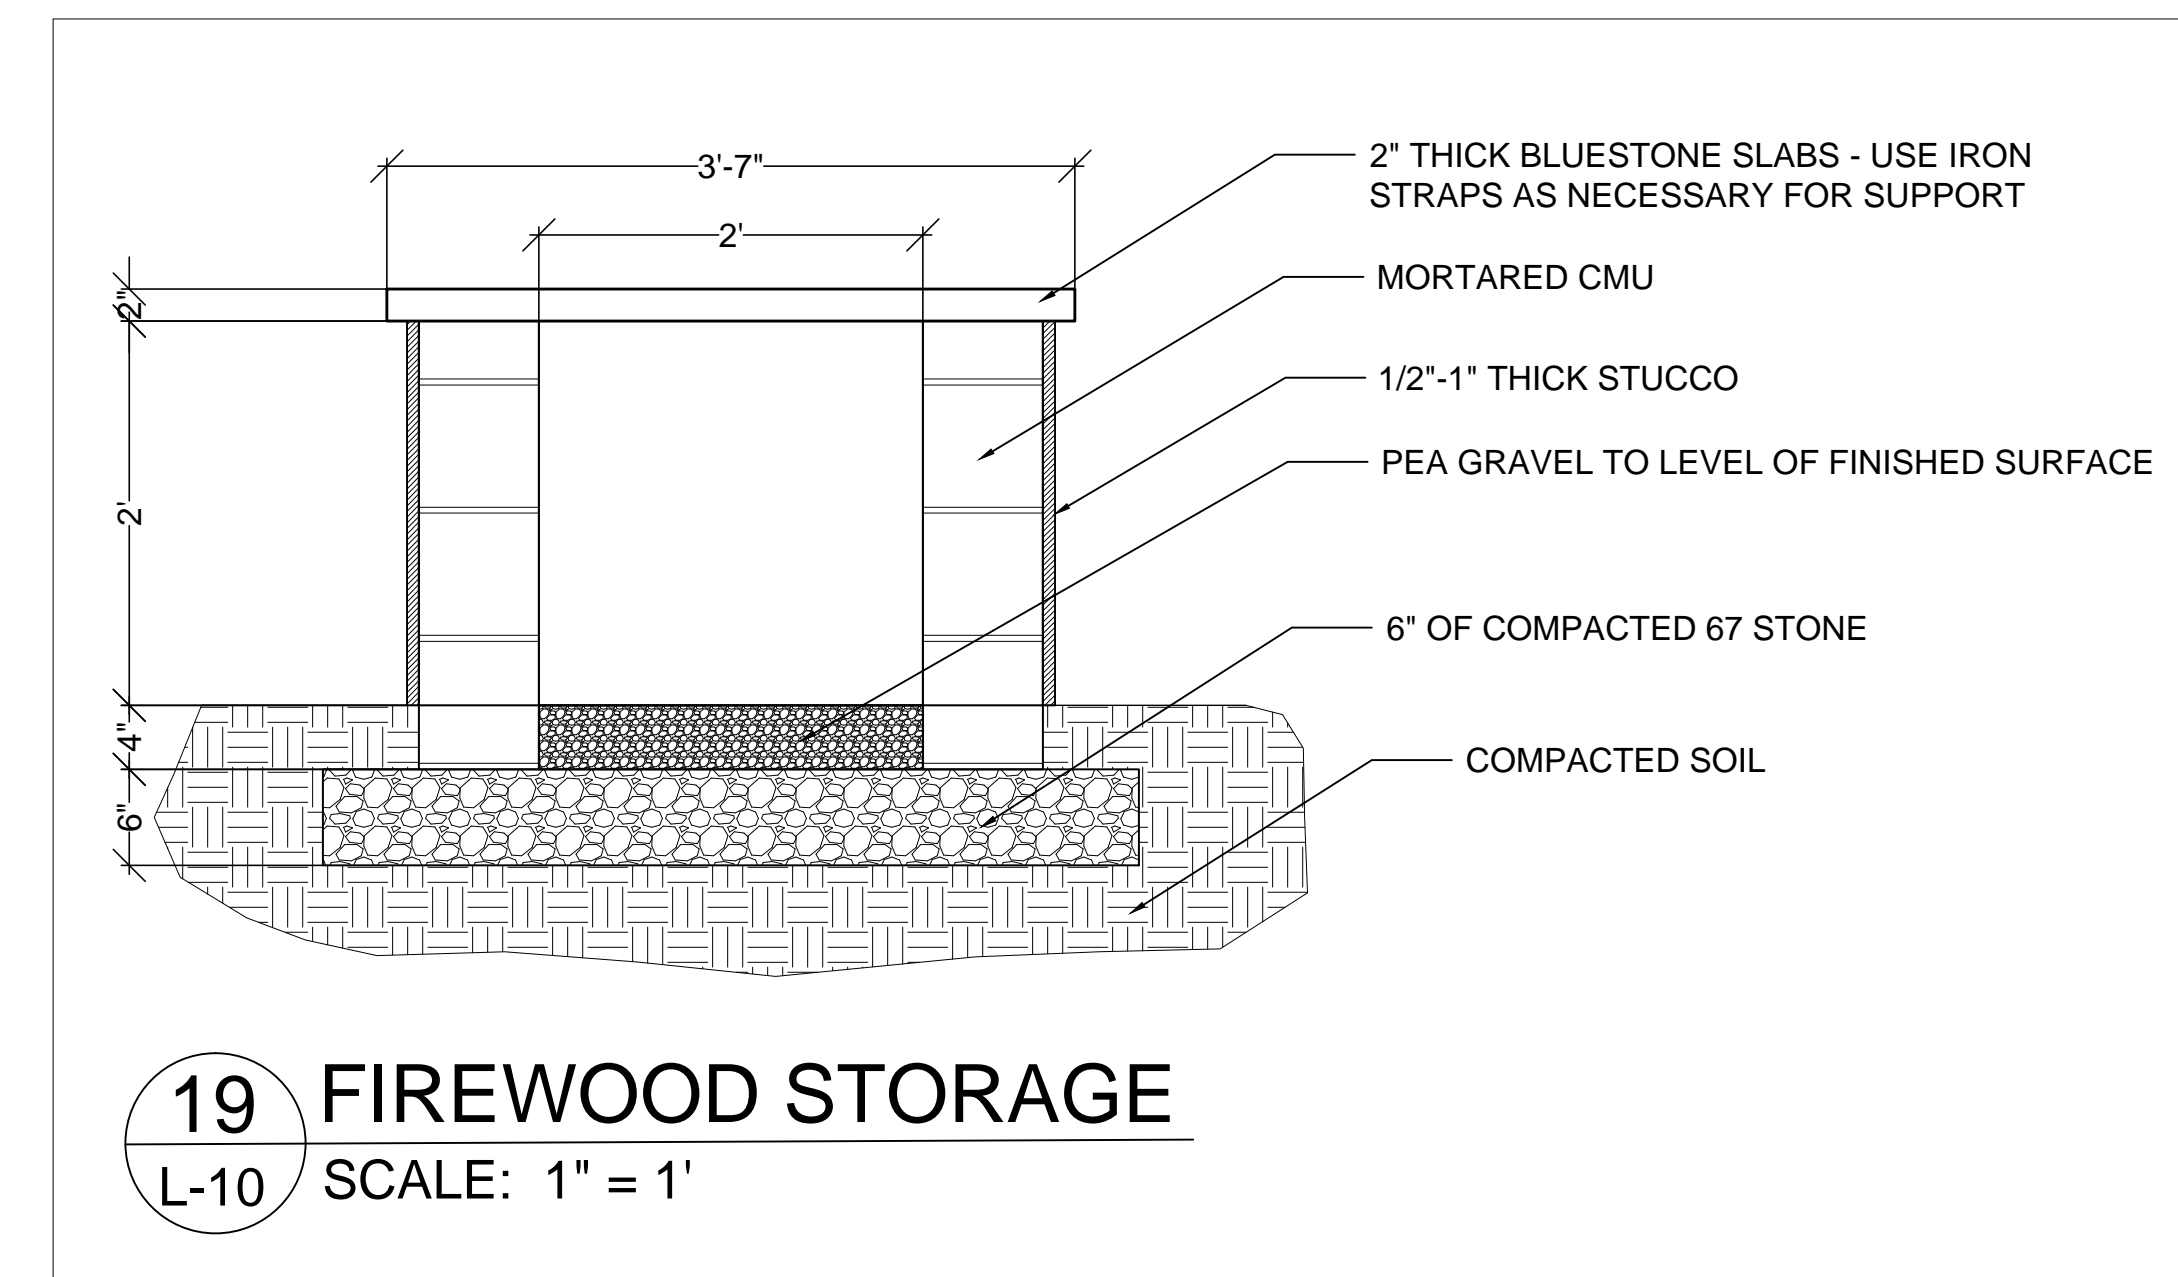 3'-7"
2'
2"
2'
4"
6"
2" THICK BLUESTONE SLABS - USE IRON
STRAPS AS NECESSARY FOR SUPPORT
MORTARED CMU
1/2"-1" THICK STUCCO
PEA GRAVEL TO LEVEL OF FINISHED SURFACE
6" OF COMPACTED 67 STONE
COMPACTED SOIL
19
L-10
FIREWOOD STORAGE
SCALE: 1" = 1'